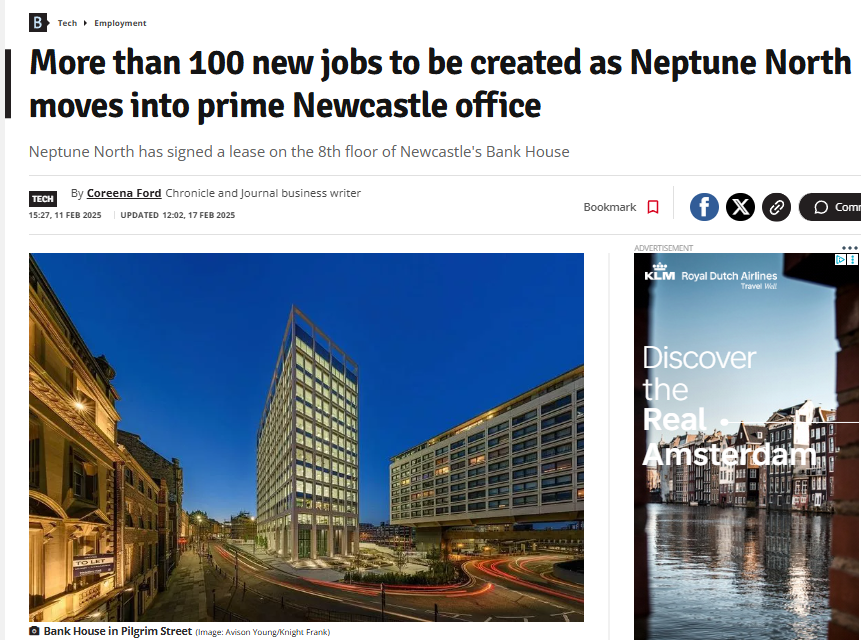 B Tech Employment
More than 100 new jobs to be created as Neptune North
moves into prime Newcastle office
Neptune North has signed a lease on the 8th floor of Newcastle's Bank House
TECH
By Coreena Ford Chronicle and Journal business writer
15:27, 11 FEB 2025 UPDATED 12:02, 17 FEB 2025
Bookmark
f X Comm
TO LET
Bank House in Pilgrim Street (Image: Avison Young/Knight Frank)
ADVERTISEMENT
KLM Royal Dutch Airlines
Travel Well
Discover
the
Real
Amsterdam